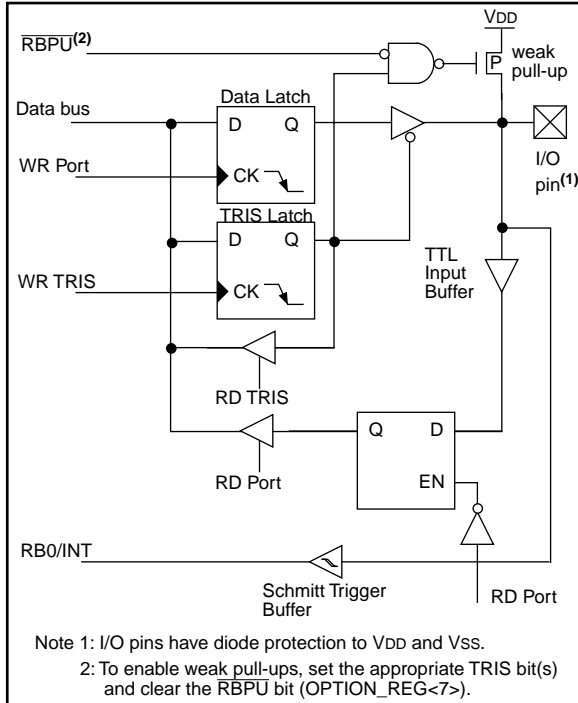 VDD
RBPU(2)
P
weak
pull-up
Data Latch
Data bus
D
Q
I/O
pin(1)
WR Port
CK
TRIS Latch
D
Q
TTL
Input
Buffer
WR TRIS
CK
RD TRIS
Q
D
RD Port
EN
RB0/INT
Schmitt Trigger
Buffer
RD Port
Note 1: I/O pins have diode protection to VDD and VSS.
2: To enable weak pull-ups, set the appropriate TRIS bit(s)
and clear the RBPU bit (OPTION_REG<7>).